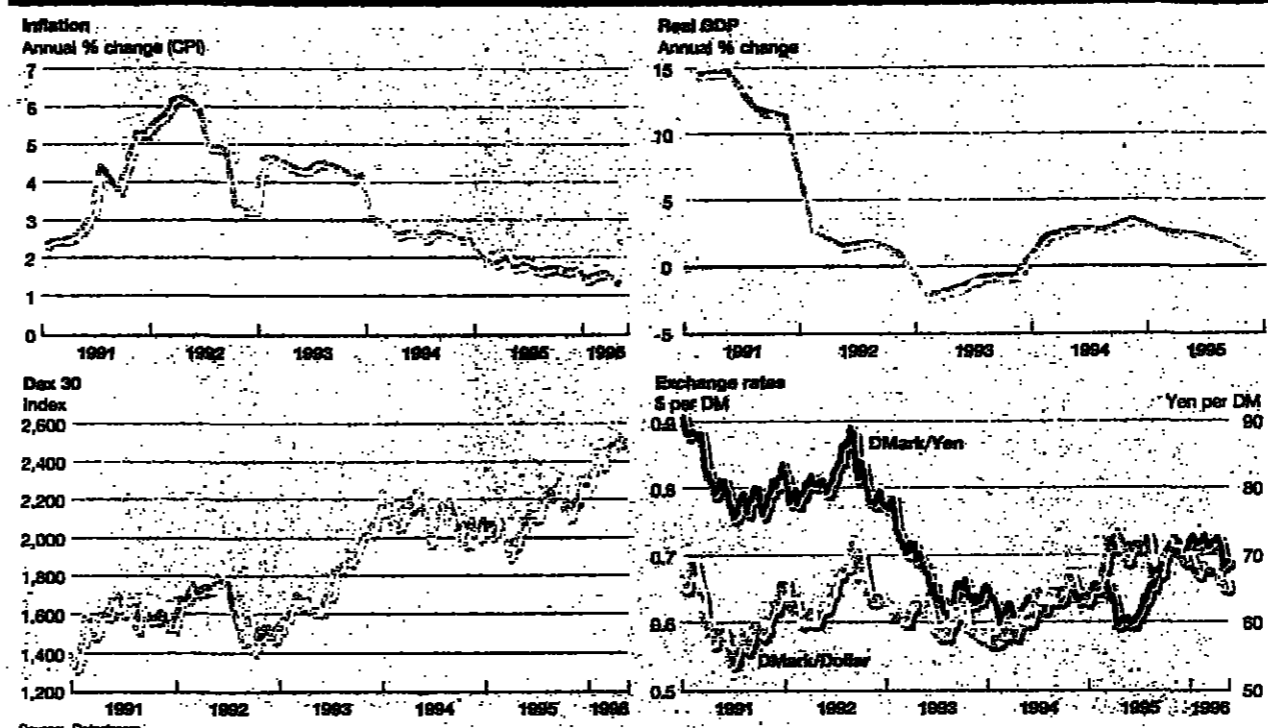 Inflation
Annual % change (CPI)
7
6
5
4
3
2
1
0
1991 1992 1993 1994 1995 1996
Real GDP
Annual % change
15
10
5
0
-5
1991 1992 1993 1994 1995
Dax 30
Index
2,600
2,400
2,200
2,000
1,800
1,600
1,400
1,200
1991 1992 1993 1994 1995 1996
Exchange rates
$ per DM
Yen per DM
0.9
0.8
0.7
0.6
0.5
90
80
70
60
50
DMark/Yen
DMark/Dollar
1991 1992 1993 1994 1995 1996
Source: Datastream